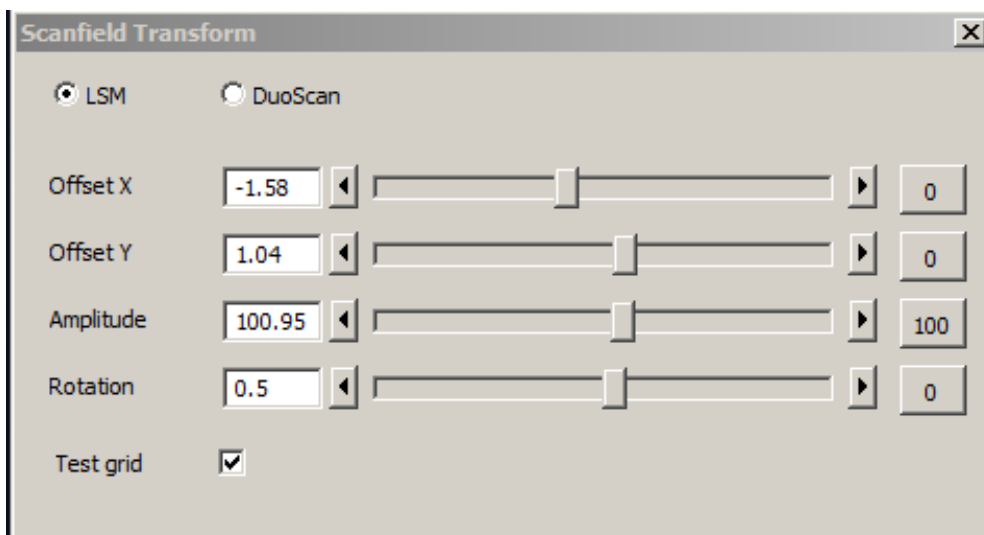 Scanfield Transform
LSM DuoScan
Offset X -1.58 0
Offset Y 1.04 0
Amplitude 100.95 100
Rotation 0.5 0
Test grid